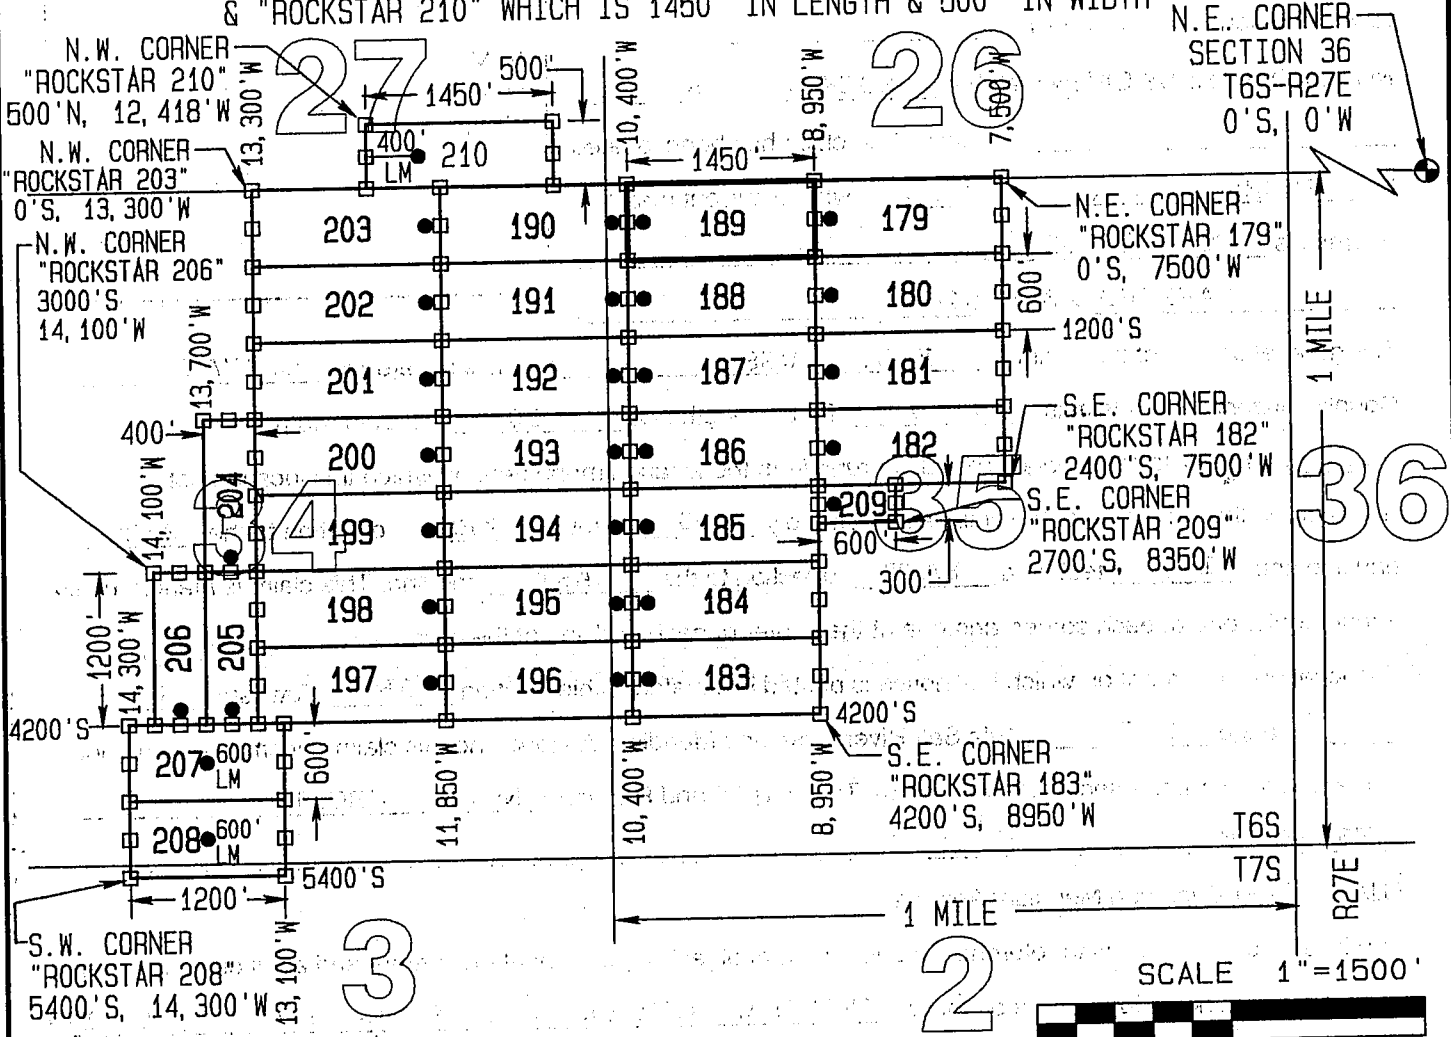 & "ROCKSTAR 210" WHICH IS 1450' IN LENGTH & 500' IN WIDTH
N.W. CORNER
"ROCKSTAR 210"
500'N, 12,418'W
N.W. CORNER
"ROCKSTAR 203"
0'S, 13,300'W
N.W. CORNER
"ROCKSTAR 206"
3000'S
14,100'W
27
26
N.E. CORNER
SECTION 36
T6S-R27E
0'S, 0'W
13,300'W
1450'
500'
10,400'W
8,950'W
7,500'W
400'
LM
210
1450'
203
190
189
179
N.E. CORNER
"ROCKSTAR 179"
0'S, 7500'W
202
191
188
180
600'
1200'S
1 MILE
13,700'W
201
192
187
181
400'
200
193
186
182
S.E. CORNER
"ROCKSTAR 182"
2400'S, 7500'W
14,100'W
204
34
199
194
185
209
35
36
600'
300'
S.E. CORNER
"ROCKSTAR 209"
2700'S, 8350'W
1200'
14,300'W
206
205
198
195
184
197
196
183
4200'S
4200'S
S.E. CORNER
"ROCKSTAR 183"
4200'S, 8950'W
207
600'
LM
600'
11,850'W
10,400'W
8,950'W
208
600'
LM
5400'S
T6S
T7S
R27E
1200'
1 MILE
S.W. CORNER
"ROCKSTAR 208"
5400'S, 14,300'W
13,100'W
3
2
SCALE 1"=1500'